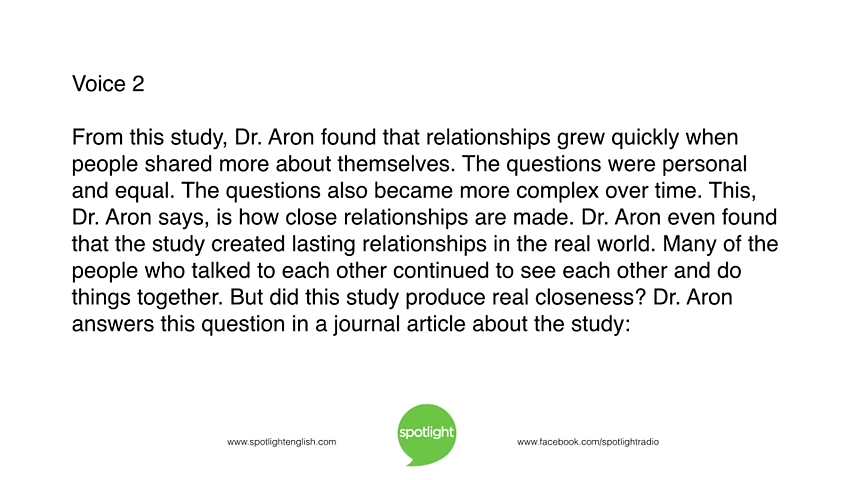 Voice 2
From this study, Dr. Aron found that relationships grew quickly when
people shared more about themselves. The questions were personal
and equal. The questions also became more complex over time. This,
Dr. Aron says, is how close relationships are made. Dr. Aron even found
that the study created lasting relationships in the real world. Many of the
people who talked to each other continued to see each other and do
things together. But did this study produce real closeness? Dr. Aron
answers this question in a journal article about the study:
www.spotlightenglish.com
spotlight
www.facebook.com/spotlightradio